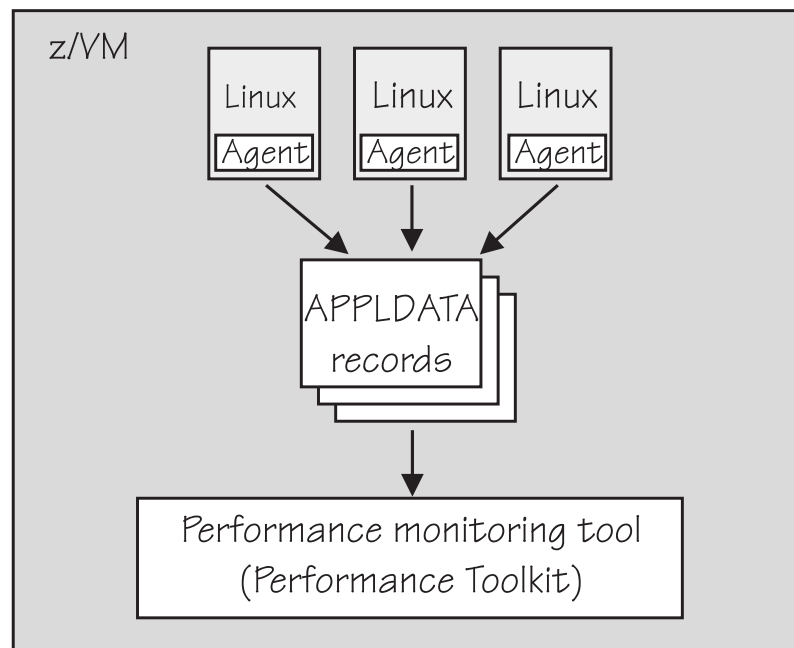 z/VM
Linux
Linux
Linux
Agent
Agent
Agent
APPLDATA
records
Performance monitoring tool
(Performance Toolkit)